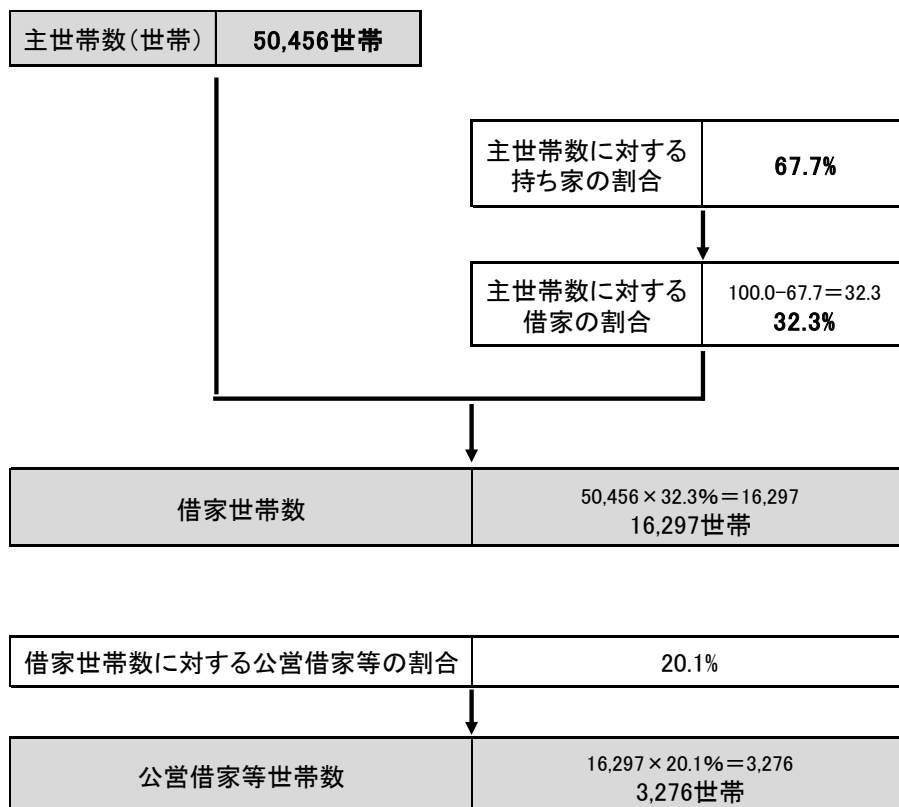 主世帯数（世帯） 50,456世帯
主世帯数に対する
持ち家の割合
67.7%
主世帯数に対する
借家の割合
100.0-67.7＝32.3
32.3%
借家世帯数
50,456×32.3%＝16,297
16,297世帯
借家世帯数に対する公営借家等の割合 20.1%
公営借家等世帯数
16,297×20.1%＝3,276
3,276世帯